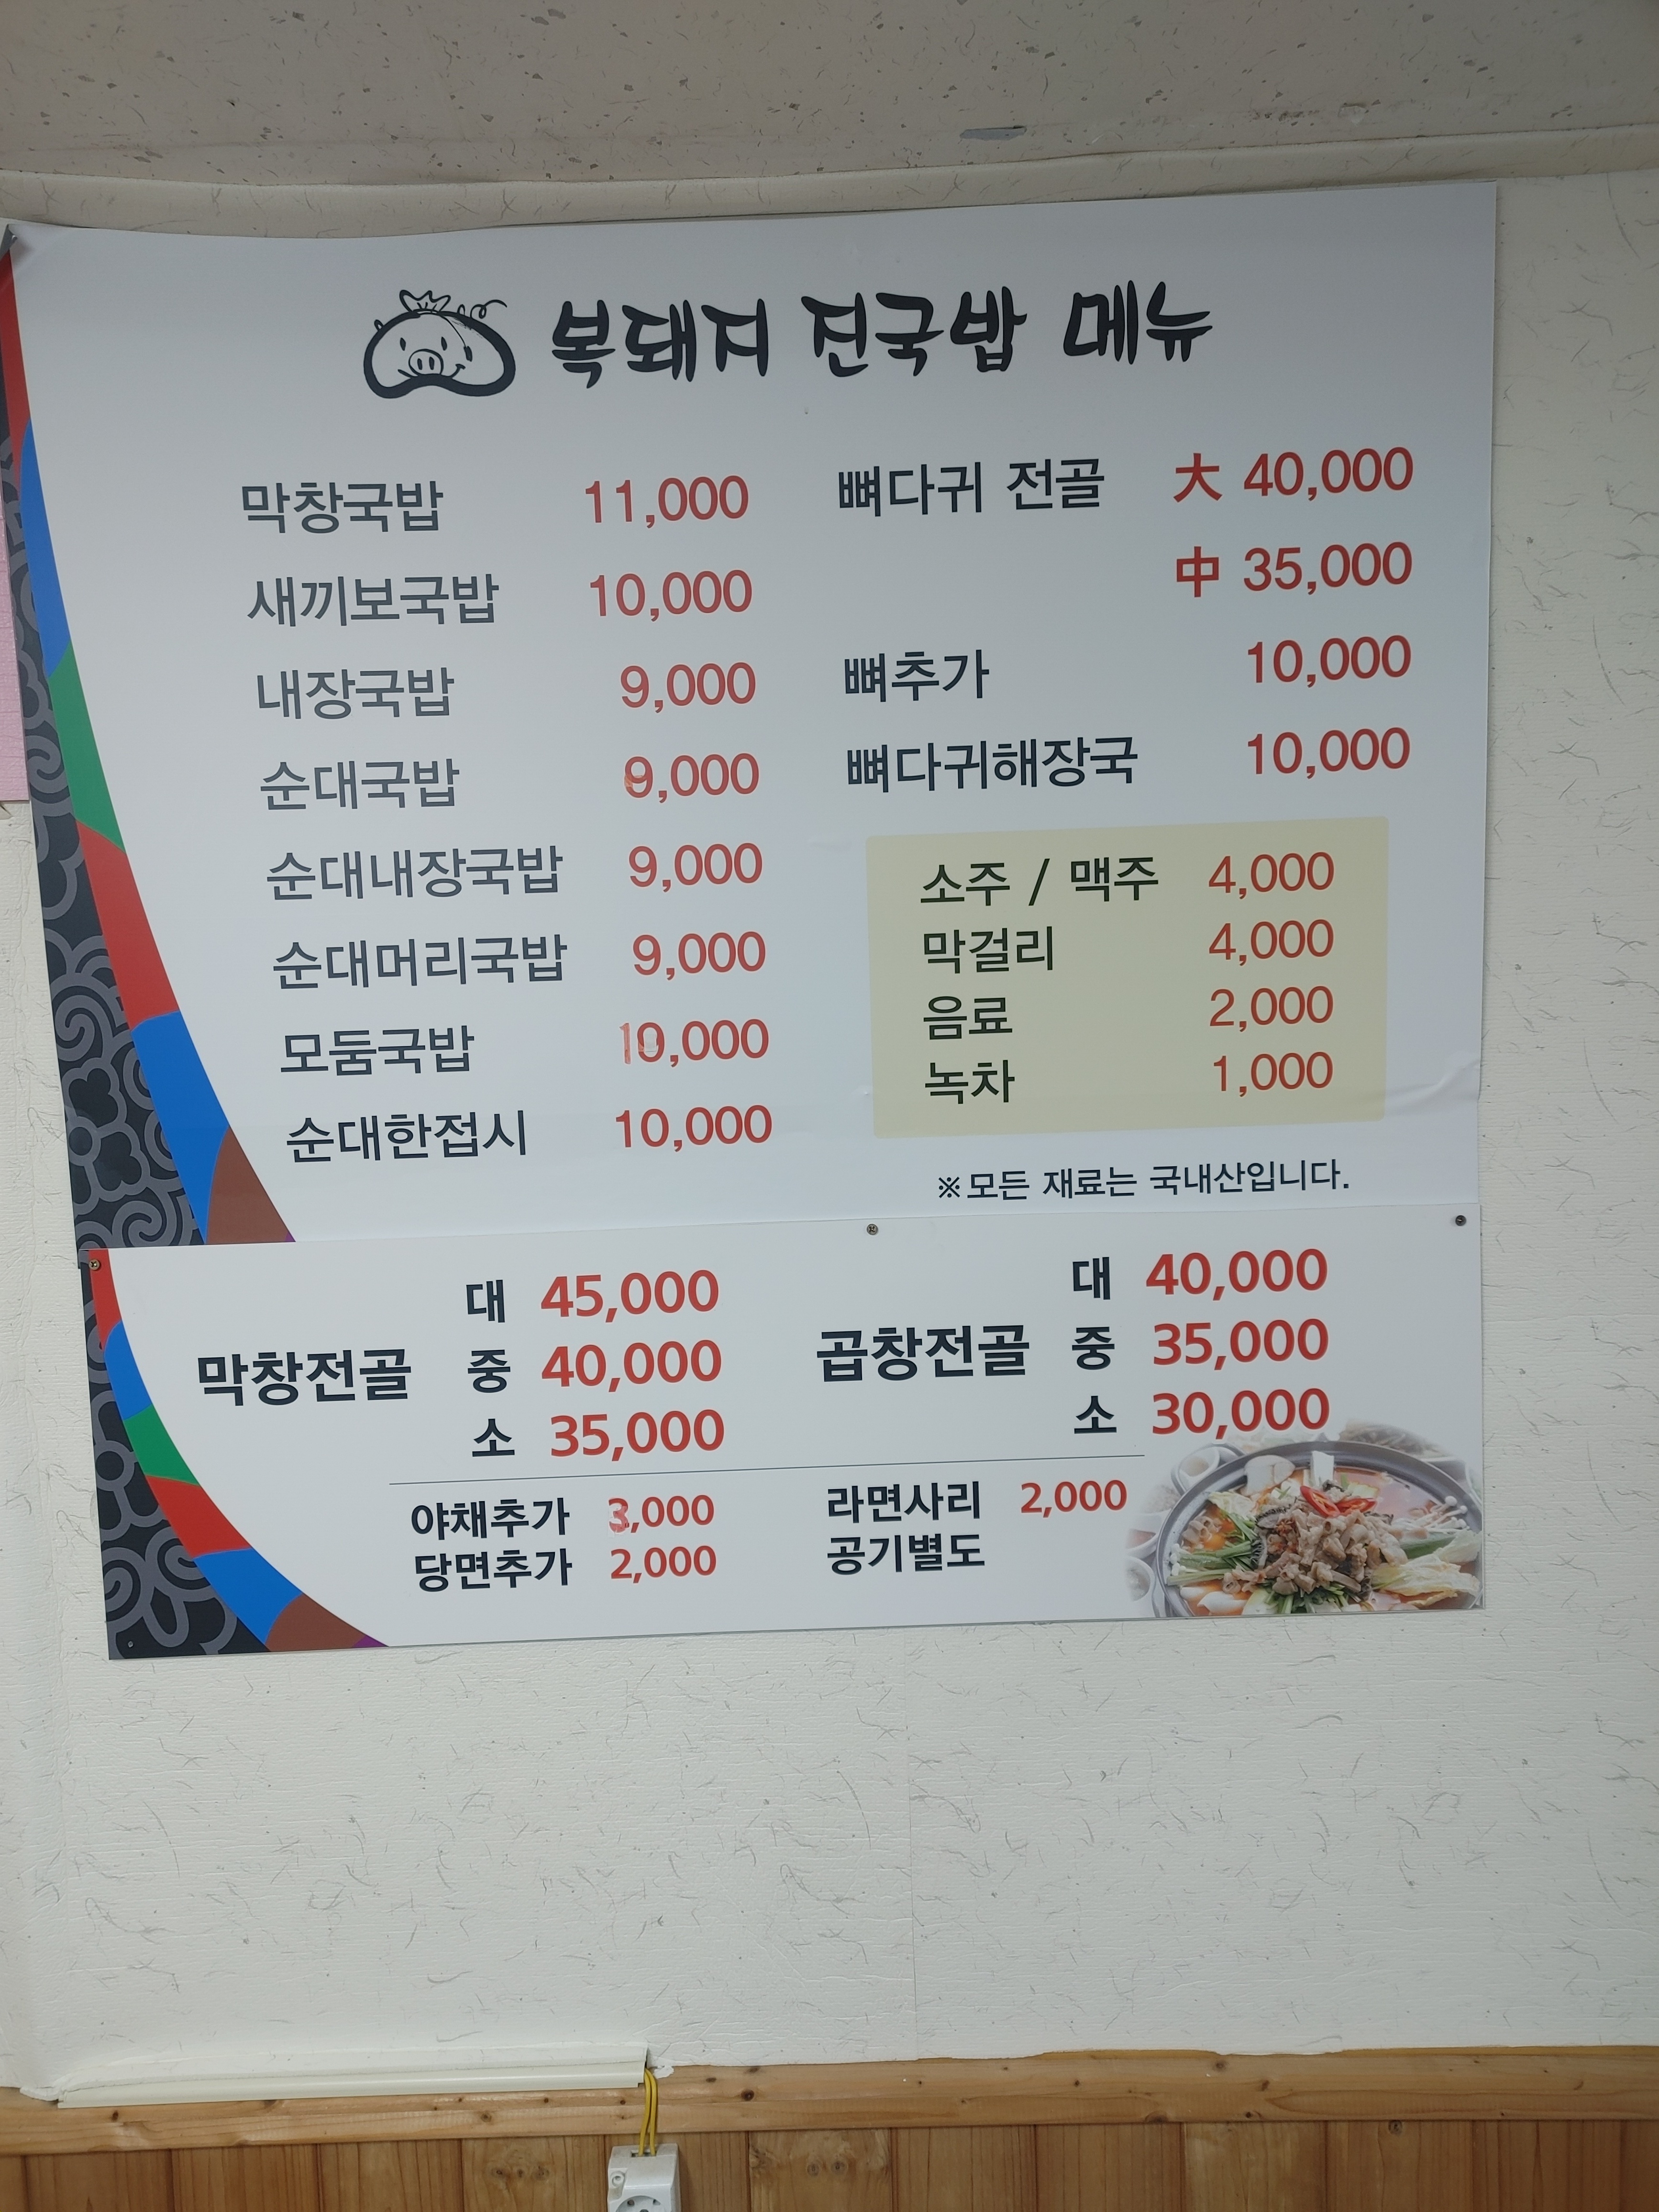 복돼지 진국밥 메뉴
막창국밥 11,000
새끼보국밥 10,000
내장국밥 9,000
순대국밥 9,000
순대내장국밥 9,000
순대머리국밥 9,000
모둠국밥 10,000
순대한접시 10,000
뼈다귀 전골 大 40,000
中 35,000
뼈추가 10,000
뼈다귀해장국 10,000
소주 / 맥주 4,000
막걸리 4,000
음료 2,000
녹차 1,000
※모든 재료는 국내산입니다.
막창전골
대 45,000
중 40,000
소 35,000
곱창전골
대 40,000
중 35,000
소 30,000
야채추가 3,000
당면추가 2,000
라면사리 2,000
공기별도